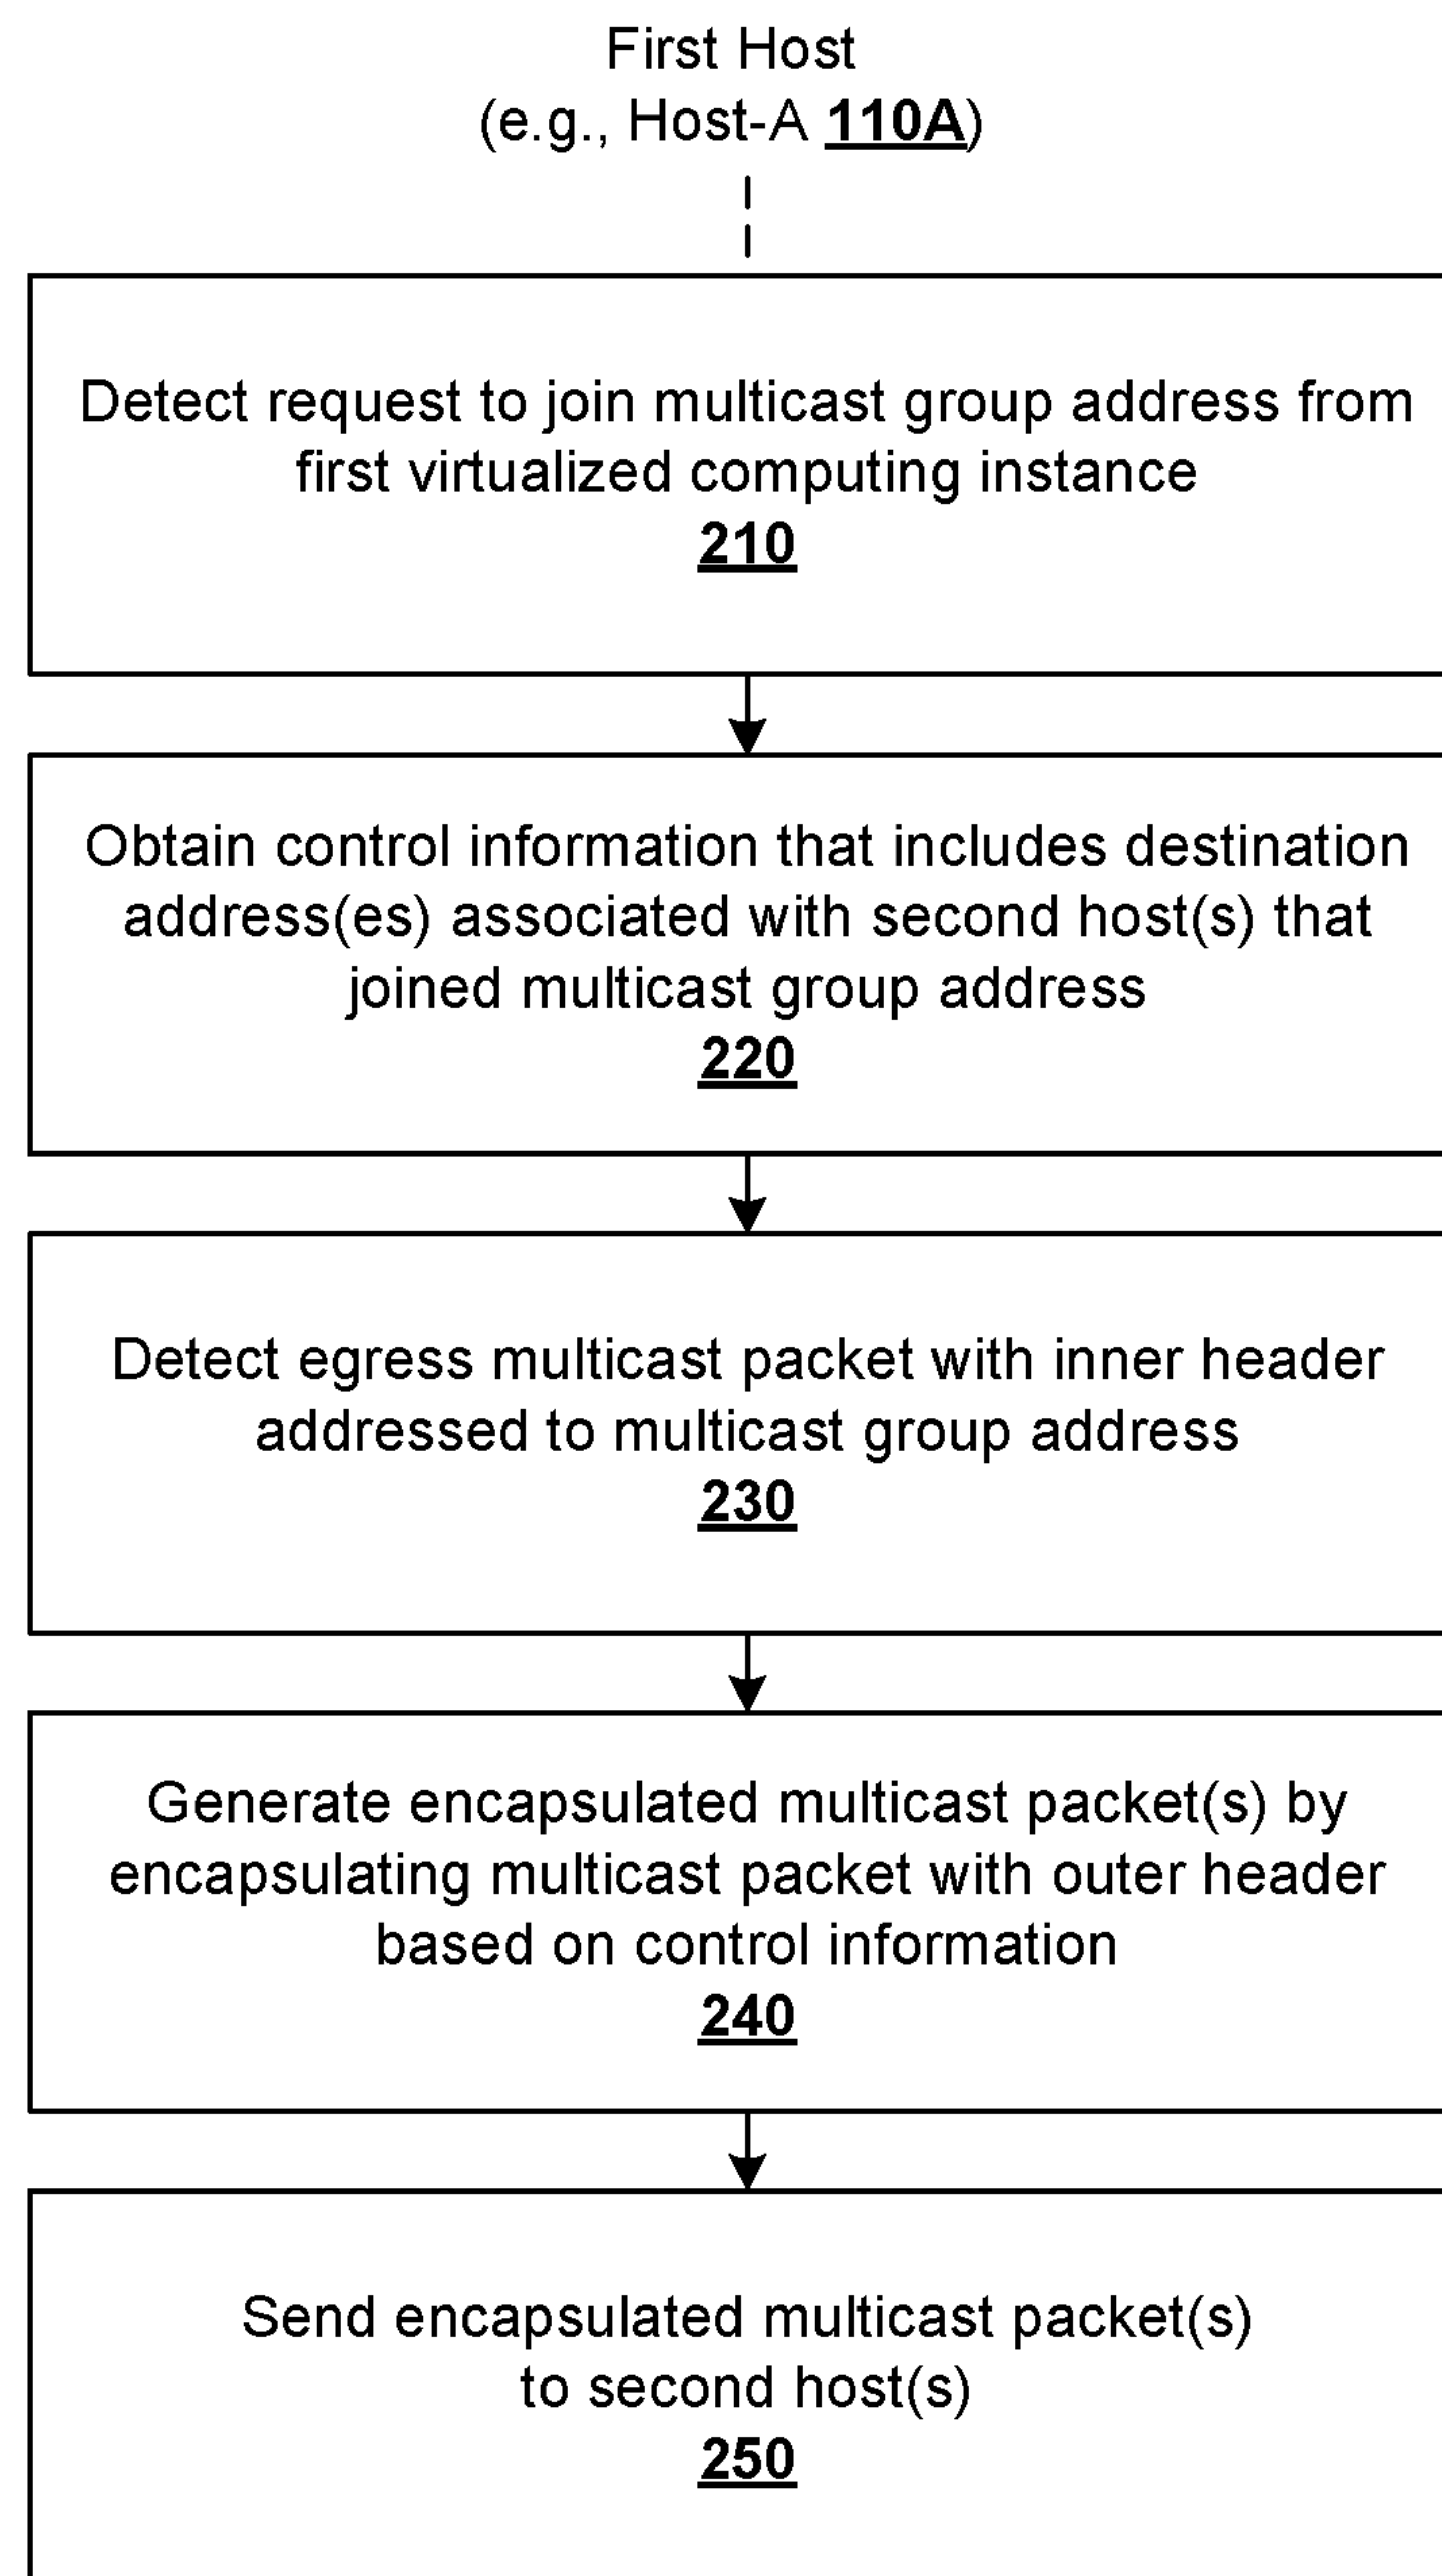 First Host
(e.g., Host-A 110A)
Detect request to join multicast group address from
first virtualized computing instance
210
Obtain control information that includes destination
address(es) associated with second host(s) that
joined multicast group address
220
Detect egress multicast packet with inner header
addressed to multicast group address
230
Generate encapsulated multicast packet(s) by
encapsulating multicast packet with outer header
based on control information
240
Send encapsulated multicast packet(s)
to second host(s)
250